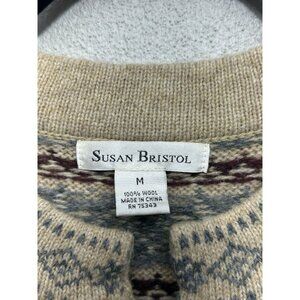 SUSAN BRISTOL
M
100% WOOL
MADE IN CHINA
RN 75343